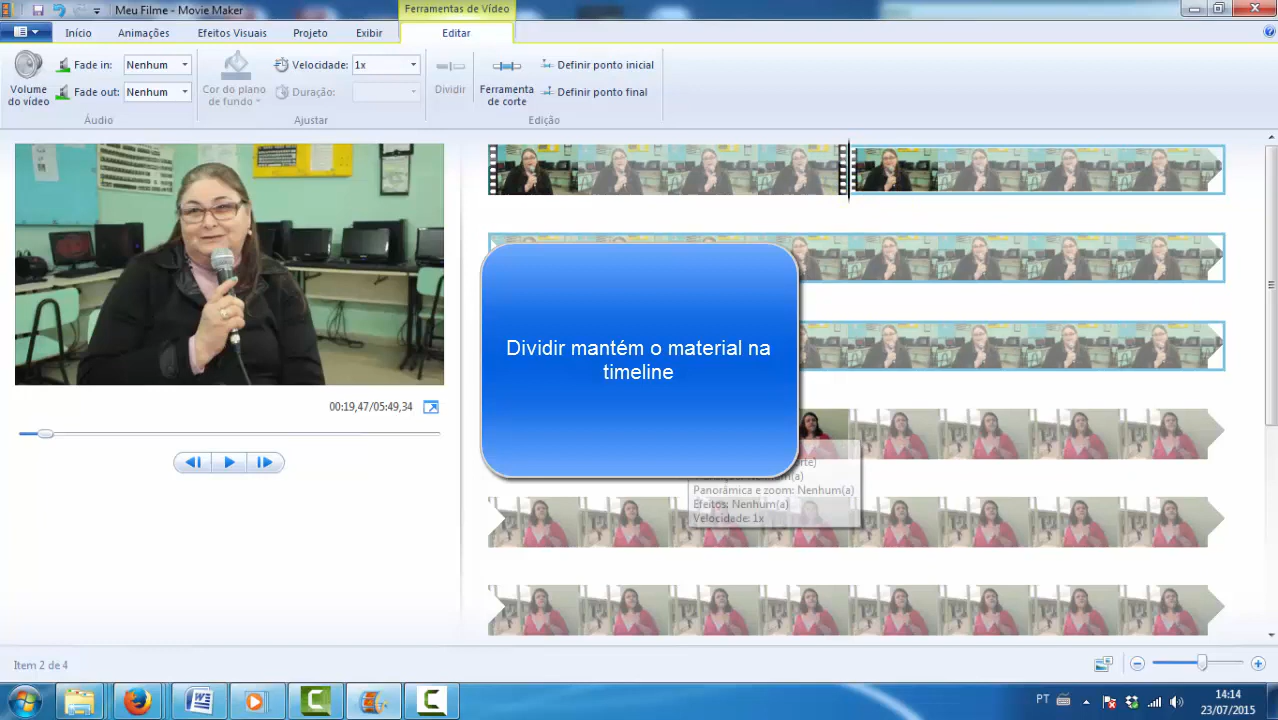 Meu Filme - Movie Maker
Ferramentas de Vídeo
Início
Animações
Efeitos Visuais
Projeto
Exibir
Editar
Volume
do vídeo
Fade in:
Nenhum
Fade out:
Nenhum
Áudio
Cor do plano
de fundo
Velocidade:
1x
Duração:
Ajustar
Dividir
Ferramenta
de corte
Definir ponto inicial
Definir ponto final
Edição
00:19,47/05:49,34
Dividir mantém o material na
timeline
Panorâmica e zoom: Nenhum(a)
Efeitos: Nenhum(a)
Velocidade: 1x
Item 2 de 4
PT
14:14
23/07/2015